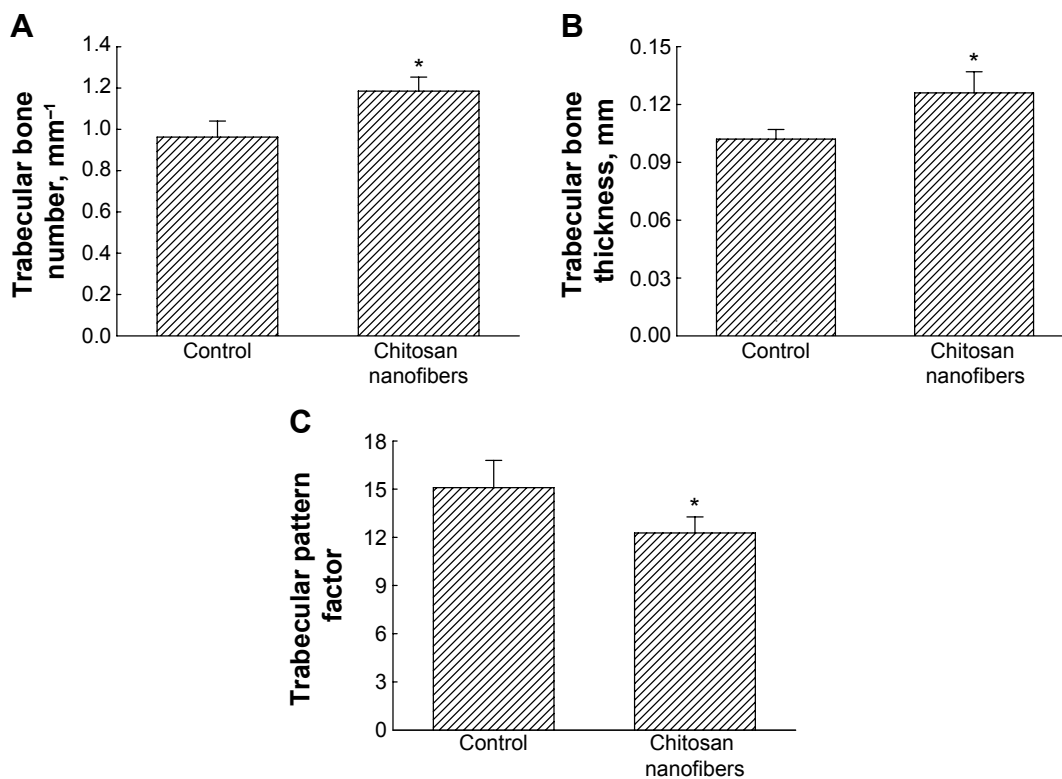 A
Trabecular bone
number, mm⁻¹
1.4
1.2
1.0
0.8
0.6
0.4
0.2
0.0
*
Control
Chitosan
nanofibers
B
Trabecular bone
thickness, mm
0.15
0.12
0.09
0.06
0.03
0.00
*
Control
Chitosan
nanofibers
C
Trabecular pattern
factor
18
15
12
9
6
3
0
*
Control
Chitosan
nanofibers